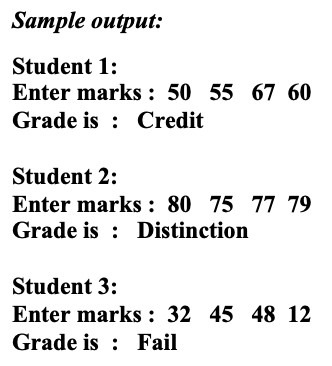 Sample output:
Student 1:
Enter marks : 50 55 67 60
Grade is : Credit
Student 2:
Enter marks : 80 75 77 79
Grade is : Distinction
Student 3:
Enter marks : 32 45 48 12
Grade is : Fail